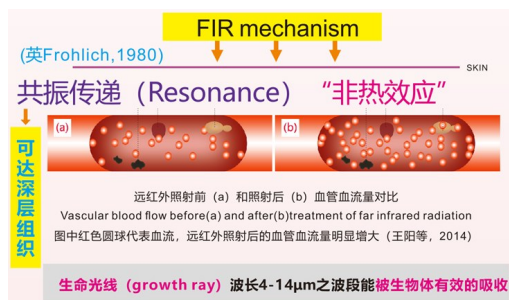 FIR mechanism
(英Frohlich,1980)
SKIN
共振传递（Resonance） “非热效应”
可达深层组织
(a)
(b)
远红外照射前（a）和照射后（b）血管血流量对比
Vascular blood flow before(a) and after(b)treatment of far infrared radiation
图中红色圆球代表血流，远红外照射后的血管血流量明显增大（王阳等，2014）
生命光线（growth ray）波长4-14μm之波段能被生物体有效的吸收